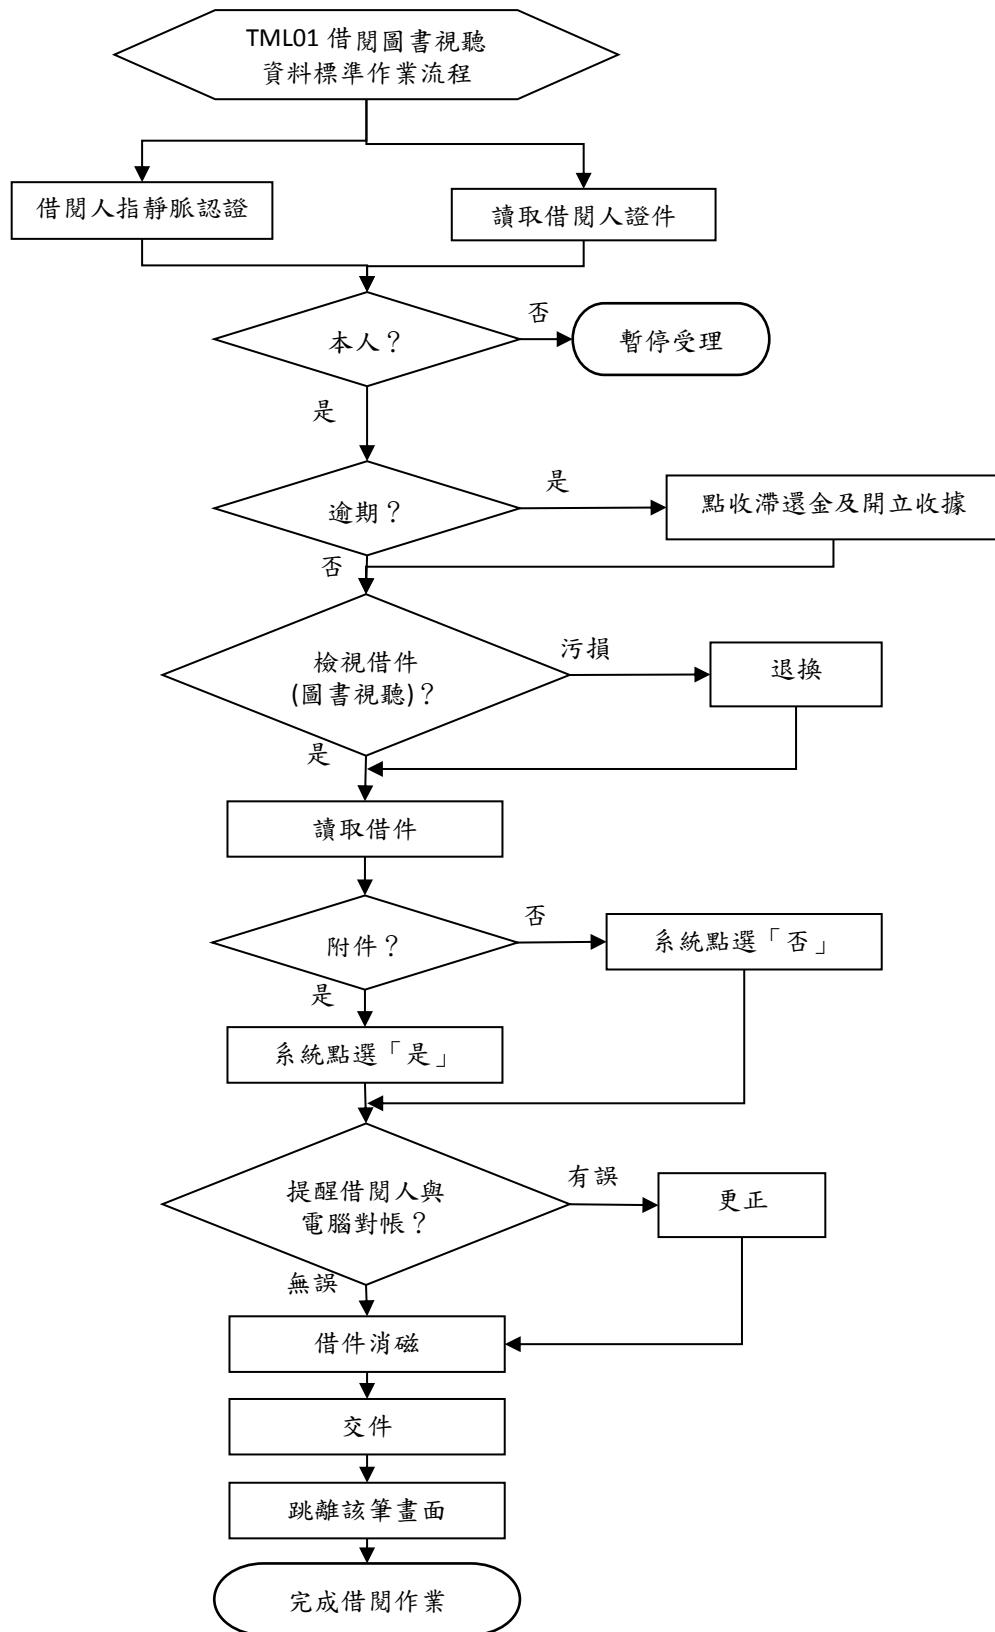 TML01 借閱圖書視聽
資料標準作業流程
借閱人指靜脈認證
讀取借閱人證件
本人？
否
暫停受理
是
逾期？
是
點收滯還金及開立收據
否
檢視借件
(圖書視聽)？
污損
退換
是
讀取借件
附件？
否
系統點選「否」
是
系統點選「是」
提醒借閱人與
電腦對帳？
有誤
更正
無誤
借件消磁
交件
跳離該筆畫面
完成借閱作業